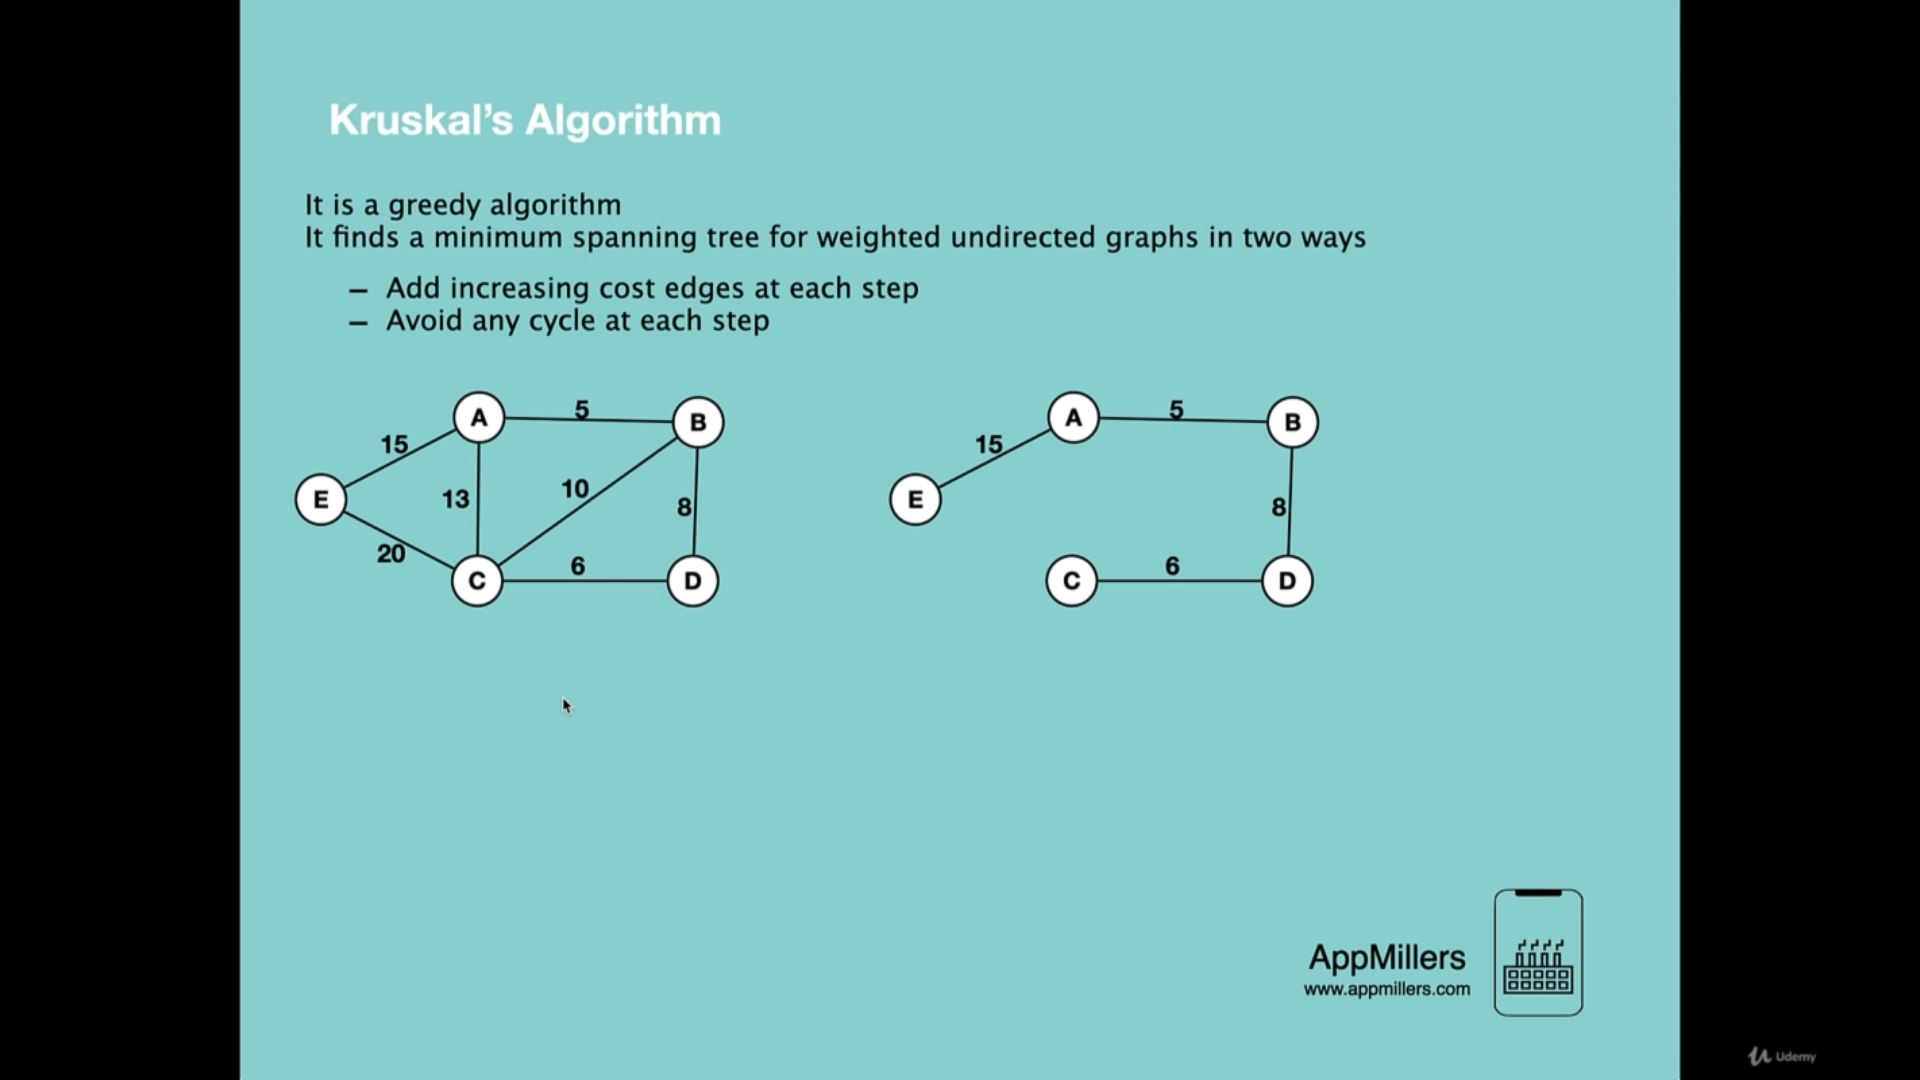 Kruskal’s Algorithm
It is a greedy algorithm
It finds a minimum spanning tree for weighted undirected graphs in two ways
– Add increasing cost edges at each step
– Avoid any cycle at each step
A
5
B
15
E
13
10
8
20
C
6
D
A
5
B
15
E
8
C
6
D
AppMillers
www.appmillers.com
Udemy